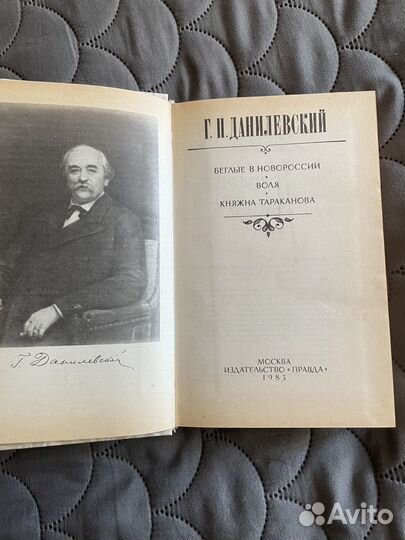 Г. Данилевский
Г. П. ДАНИЛЕВСКИЙ
БЕГЛЫЕ В НОВОРОССИИ
•
ВОЛЯ
•
КНЯЖНА ТАРАКАНОВА
МОСКВА
ИЗДАТЕЛЬСТВО «ПРАВДА»
1983
Avito